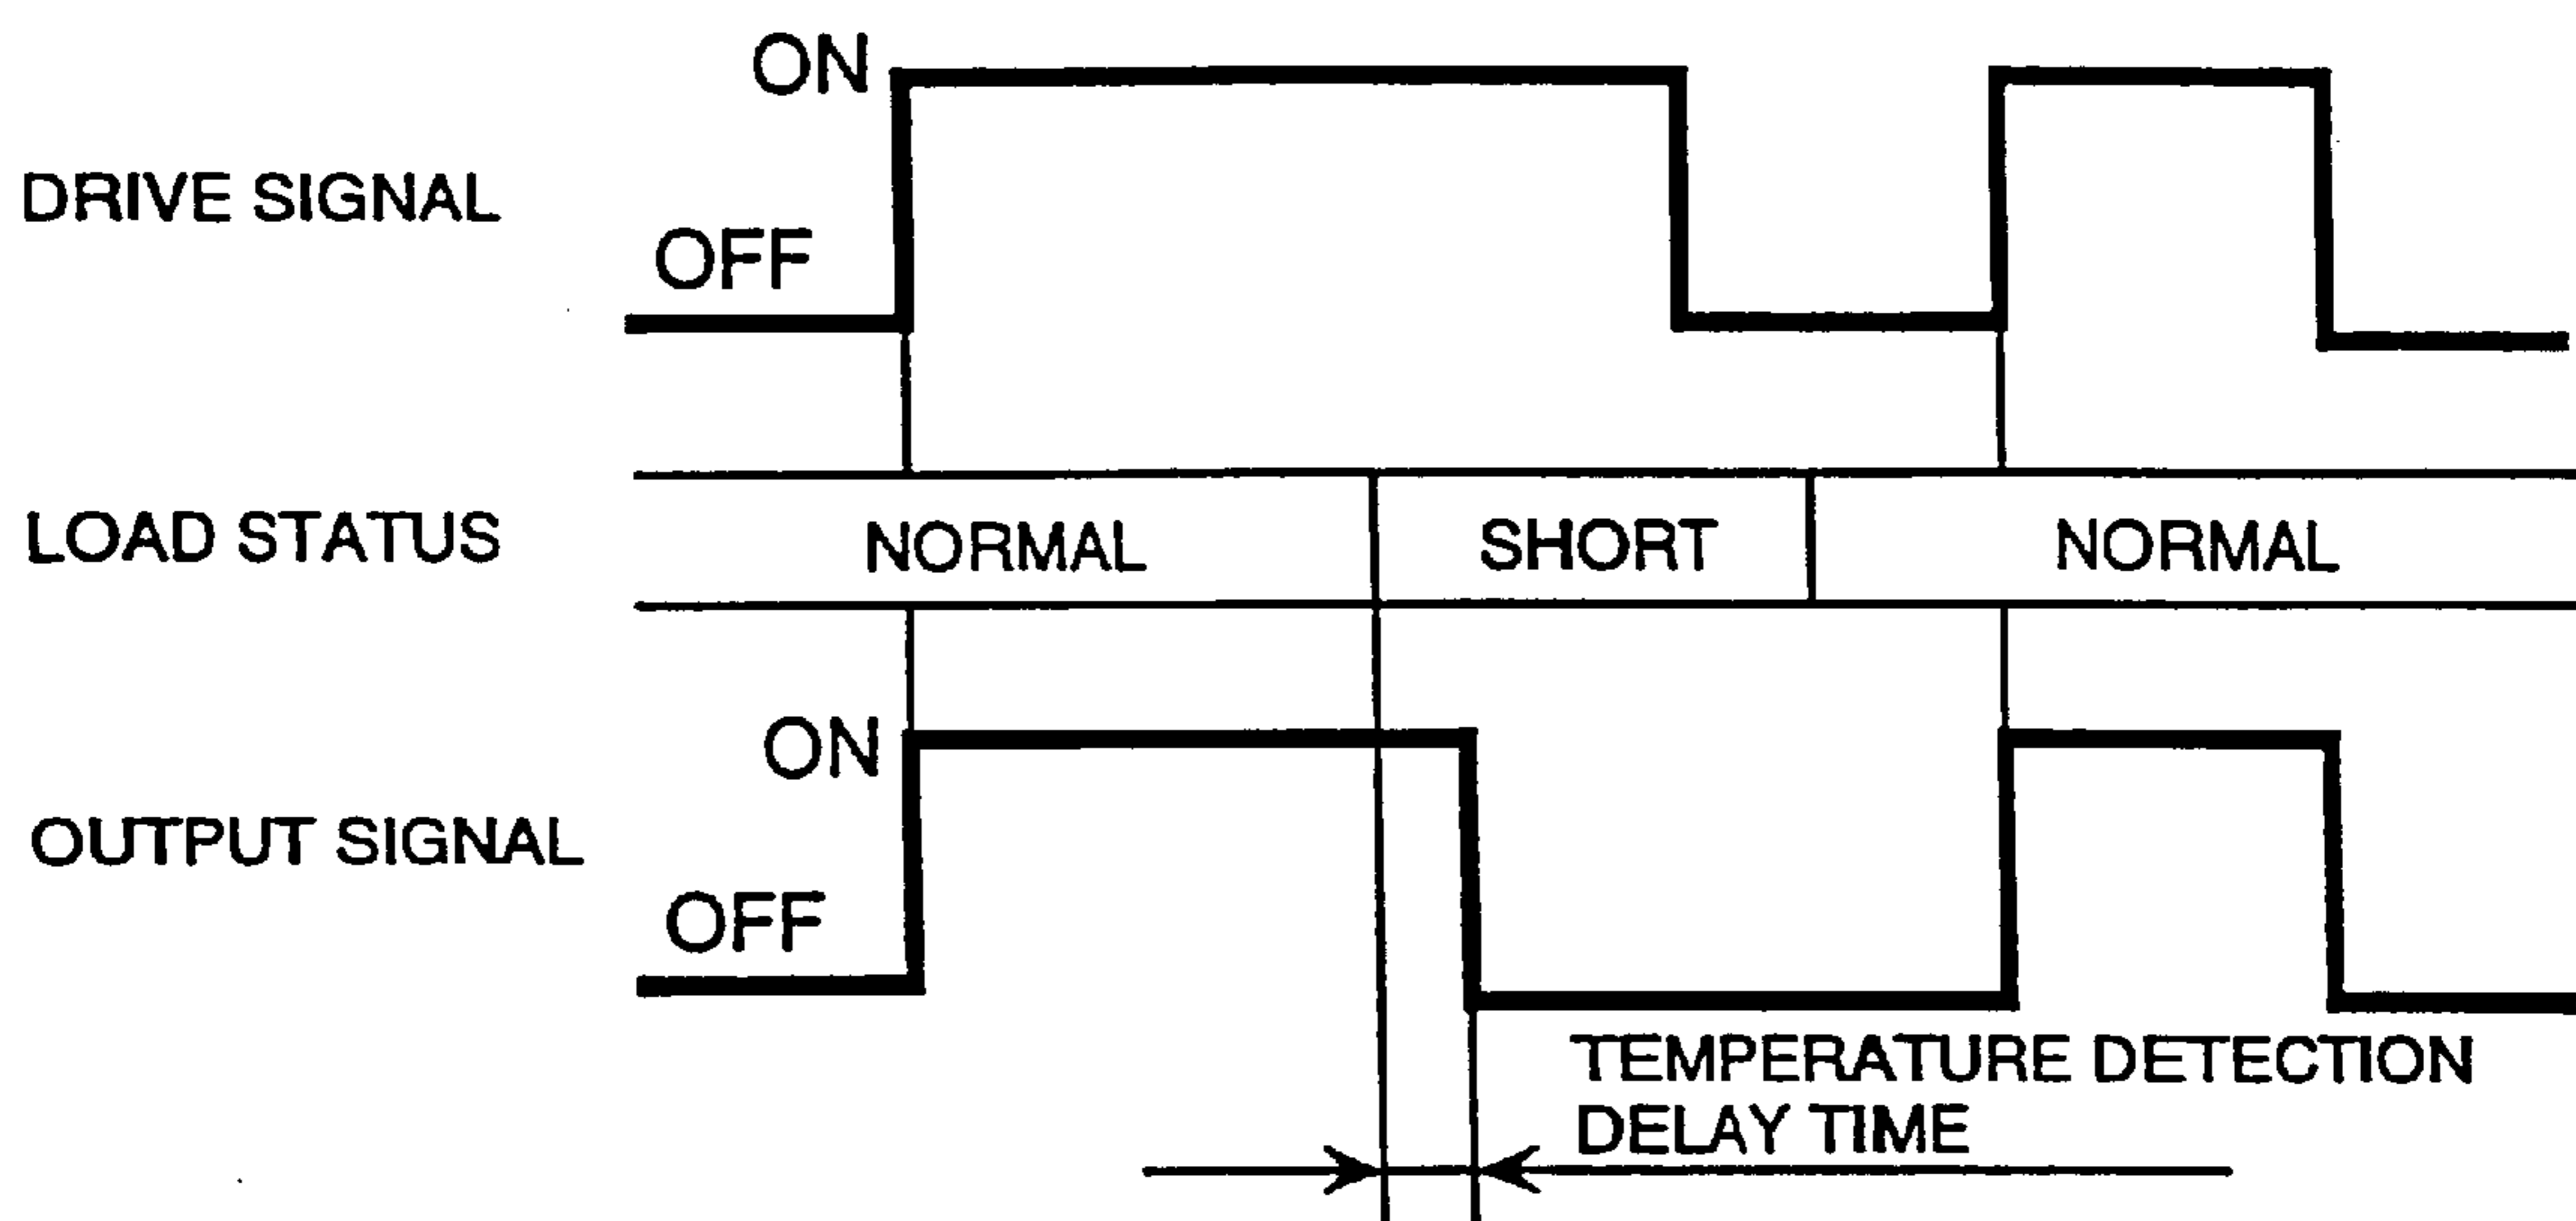 ON
DRIVE SIGNAL
OFF
LOAD STATUS
NORMAL
SHORT
NORMAL
ON
OUTPUT SIGNAL
OFF
TEMPERATURE DETECTION
DELAY TIME